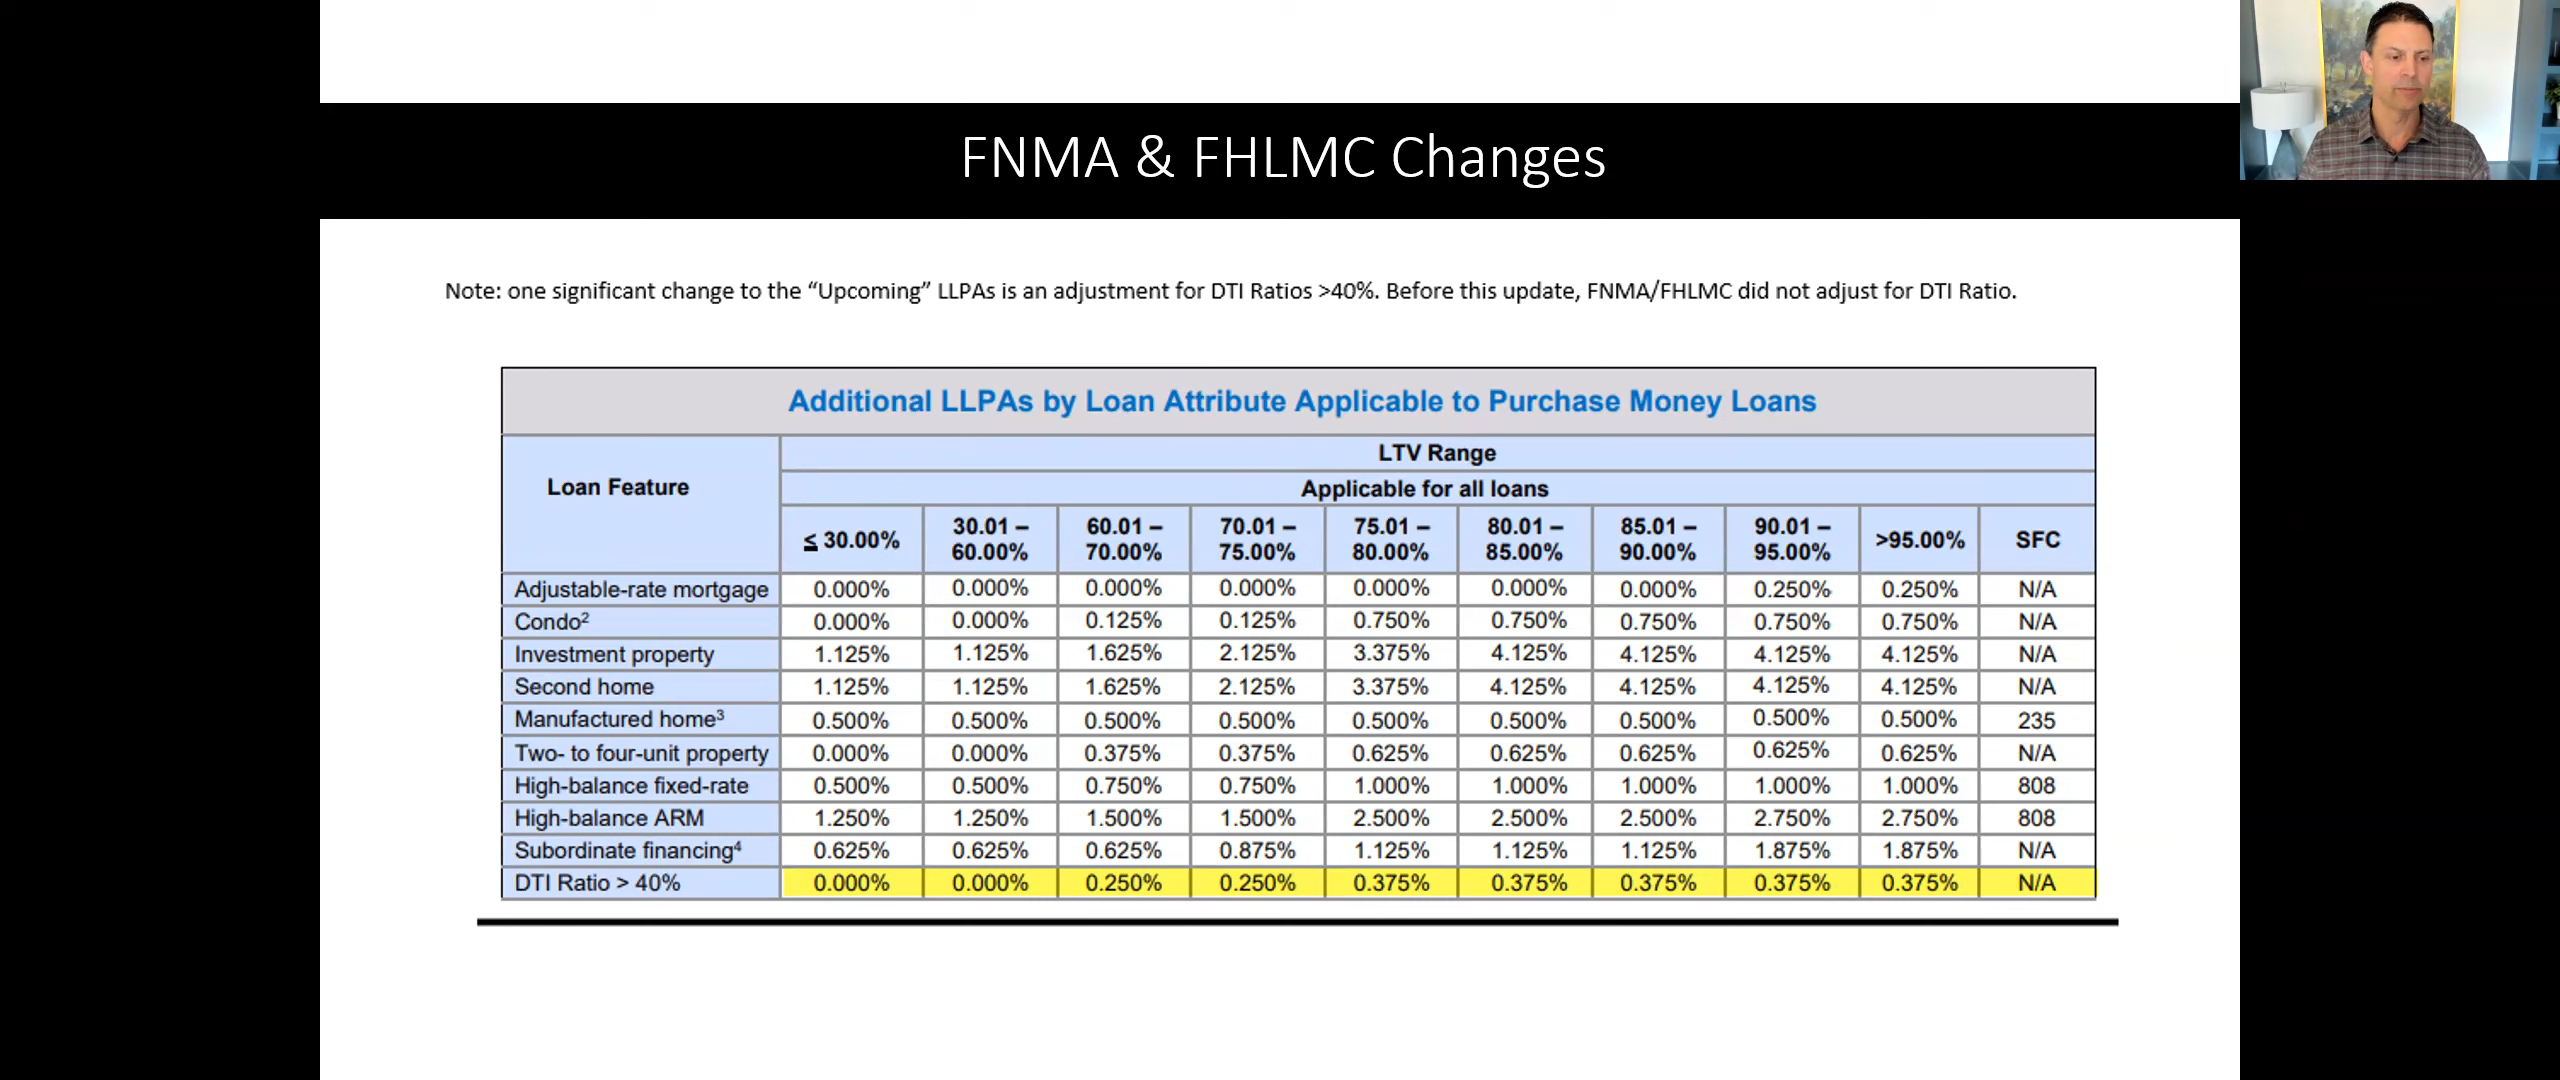 FNMA & FHLMC Changes
Note: one significant change to the “Upcoming” LLPAs is an adjustment for DTI Ratios >40%. Before this update, FNMA/FHLMC did not adjust for DTI Ratio.
Additional LLPAs by Loan Attribute Applicable to Purchase Money Loans
Loan Feature
LTV Range
Applicable for all loans
≤ 30.00% 30.01 – 60.00% 60.01 – 70.00% 70.01 – 75.00% 75.01 – 80.00% 80.01 – 85.00% 85.01 – 90.00% 90.01 – 95.00% >95.00% SFC
Adjustable-rate mortgage 0.000% 0.000% 0.000% 0.000% 0.000% 0.000% 0.000% 0.250% 0.250% N/A
Condo² 0.000% 0.000% 0.125% 0.125% 0.750% 0.750% 0.750% 0.750% 0.750% N/A
Investment property 1.125% 1.125% 1.625% 2.125% 3.375% 4.125% 4.125% 4.125% 4.125% N/A
Second home 1.125% 1.125% 1.625% 2.125% 3.375% 4.125% 4.125% 4.125% 4.125% N/A
Manufactured home³ 0.500% 0.500% 0.500% 0.500% 0.500% 0.500% 0.500% 0.500% 0.500% 235
Two- to four-unit property 0.000% 0.000% 0.375% 0.375% 0.625% 0.625% 0.625% 0.625% 0.625% N/A
High-balance fixed-rate 0.500% 0.500% 0.750% 0.750% 1.000% 1.000% 1.000% 1.000% 1.000% 808
High-balance ARM 1.250% 1.250% 1.500% 1.500% 2.500% 2.500% 2.500% 2.750% 2.750% 808
Subordinate financing⁴ 0.625% 0.625% 0.625% 0.875% 1.125% 1.125% 1.125% 1.875% 1.875% N/A
DTI Ratio > 40% 0.000% 0.000% 0.250% 0.250% 0.375% 0.375% 0.375% 0.375% 0.375% N/A